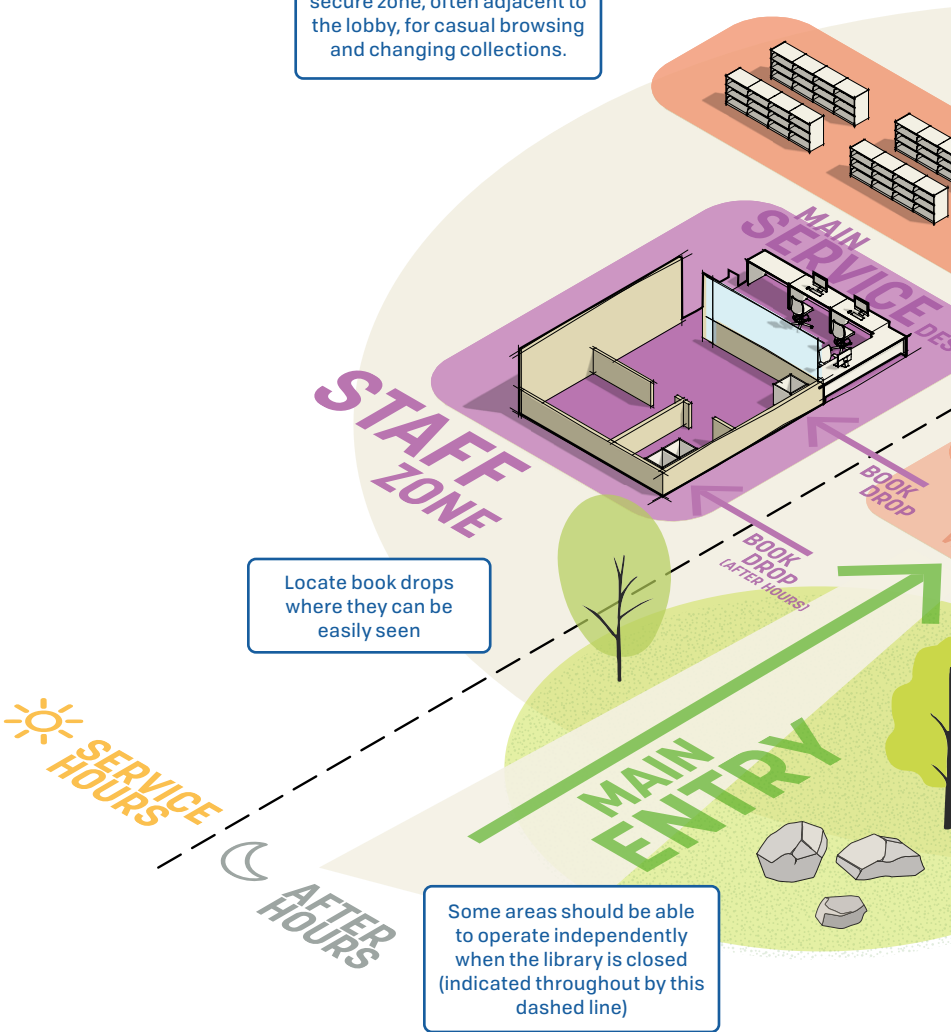 secure zone, often adjacent to
the lobby, for casual browsing
and changing collections.
MAIN
SERVICE
STAFF
ZONE
BOOK
DROP
BOOK
DROP
(AFTER HOURS)
Locate book drops
where they can be
easily seen
SERVICE
HOURS
MAIN
ENTRY
AFTER
HOURS
Some areas should be able
to operate independently
when the library is closed
(indicated throughout by this
dashed line)